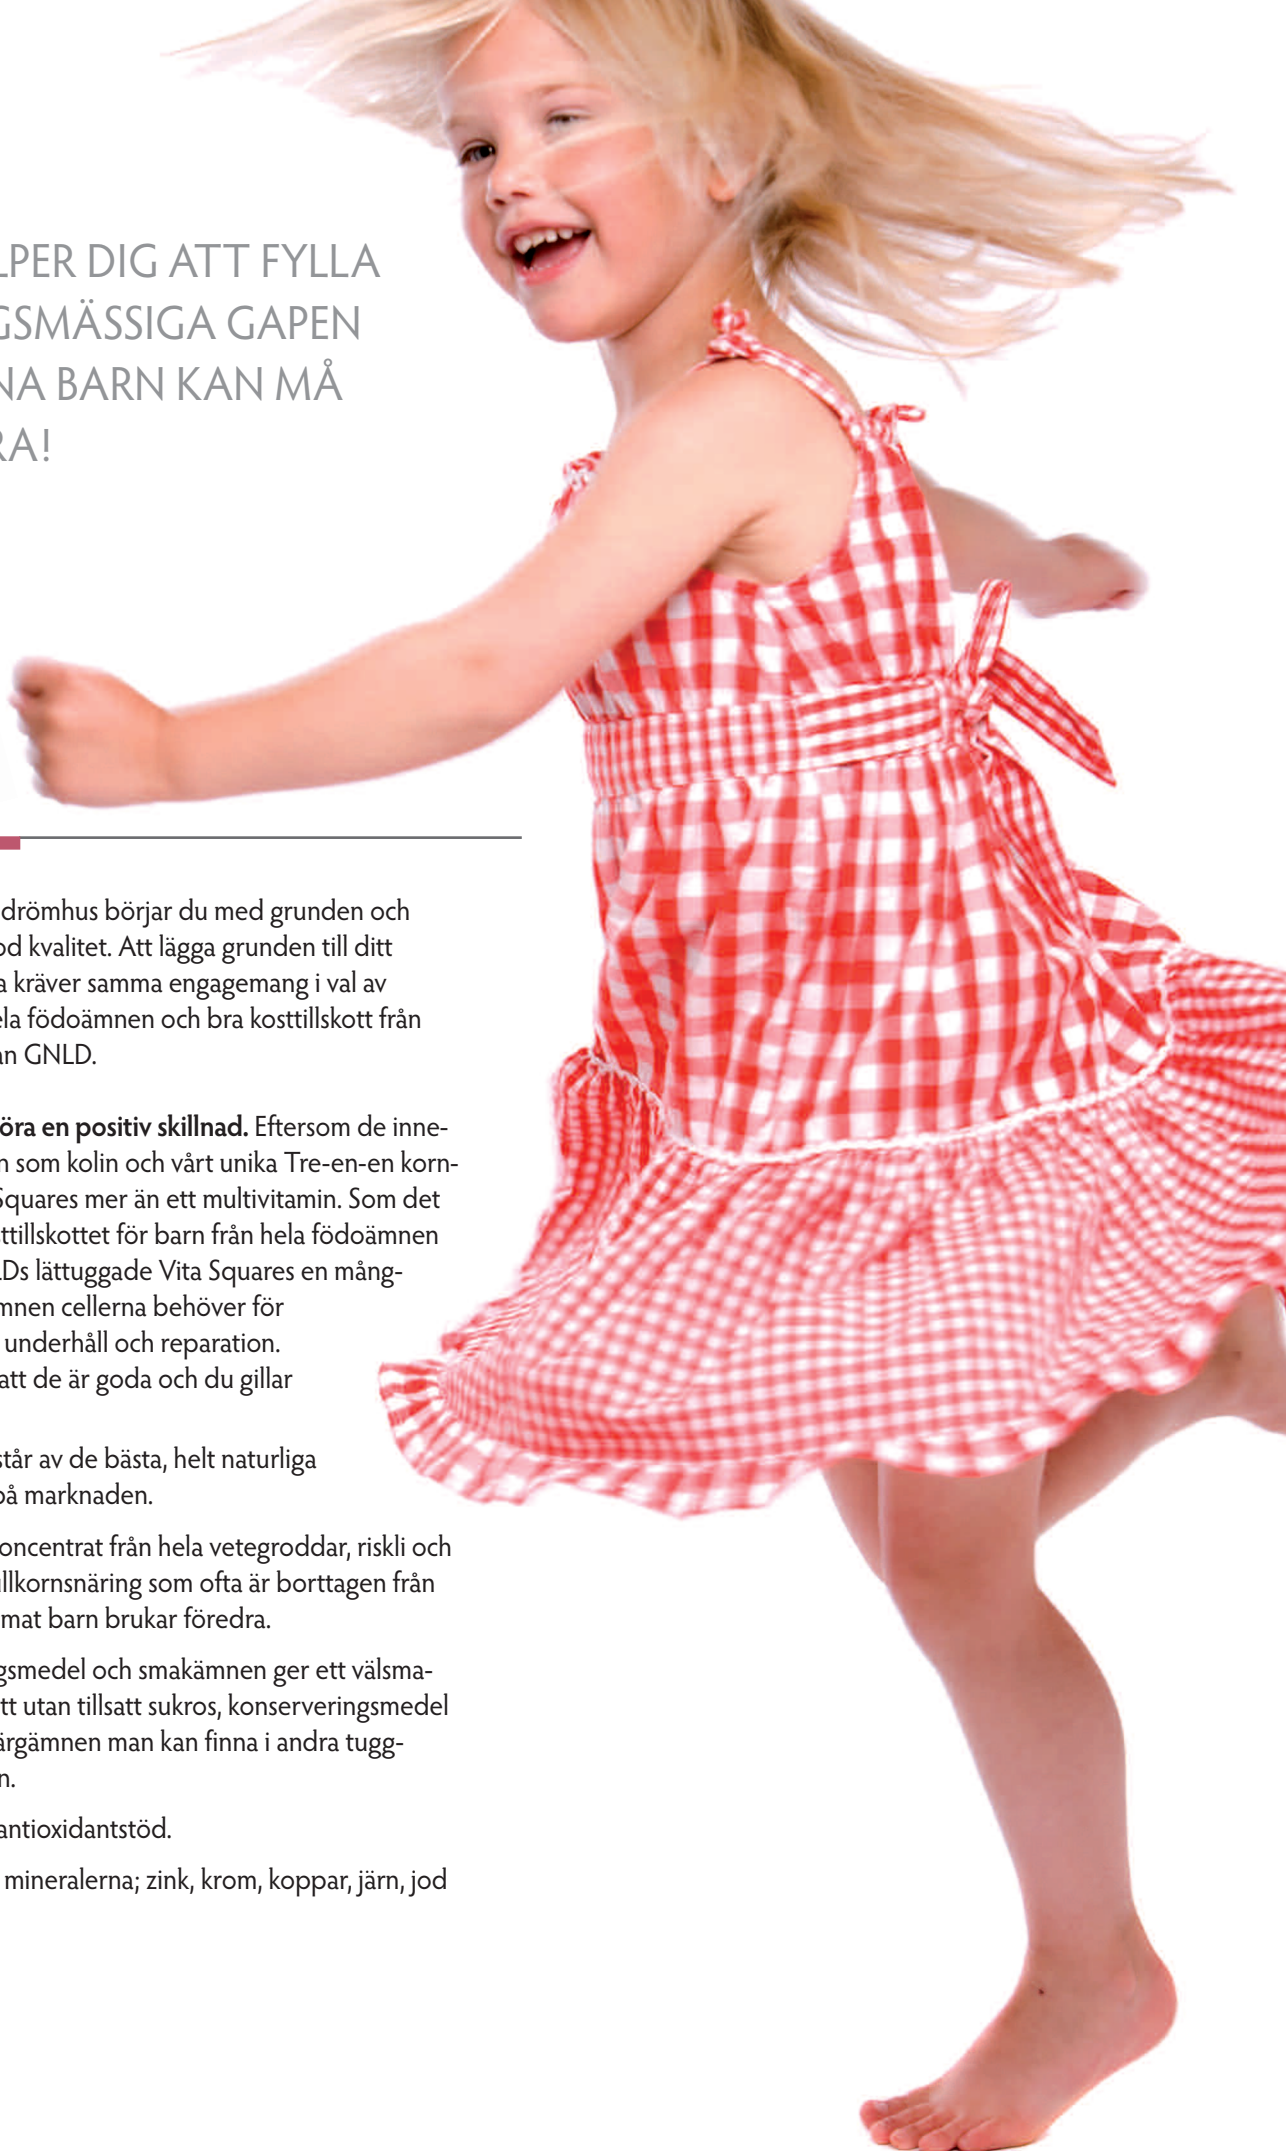 LPER DIG ATT FYLLA
GSMÄSSIGA GAPEN
NA BARN KAN MÅ
RA!
drömhus börjar du med grunden och
od kvalitet. Att lägga grunden till ditt
a kräver samma engagemang i val av
ela födoämnen och bra kosttillskott från
an GNLD.
öra en positiv skillnad. Eftersom de inne-
n som kolin och vårt unika Tre-en-en korn-
Squares mer än ett multivitamin. Som det
sttillskottet för barn från hela födoämnen
LDs lättuggade Vita Squares en mång-
mnen cellerna behöver för
underhåll och reparation.
att de är goda och du gillar
står av de bästa, helt naturliga
på marknaden.
oncentrat från hela vetegroddar, riskli och
ullkornsnäring som ofta är borttagen från
mat barn brukar föredra.
gsmedel och smakämnen ger ett välsma-
tt utan tillsatt sukros, konserveringsmedel
ärgämnen man kan finna i andra tugg-
n.
antioxidantstöd.
mineralerna; zink, krom, koppar, järn, jod